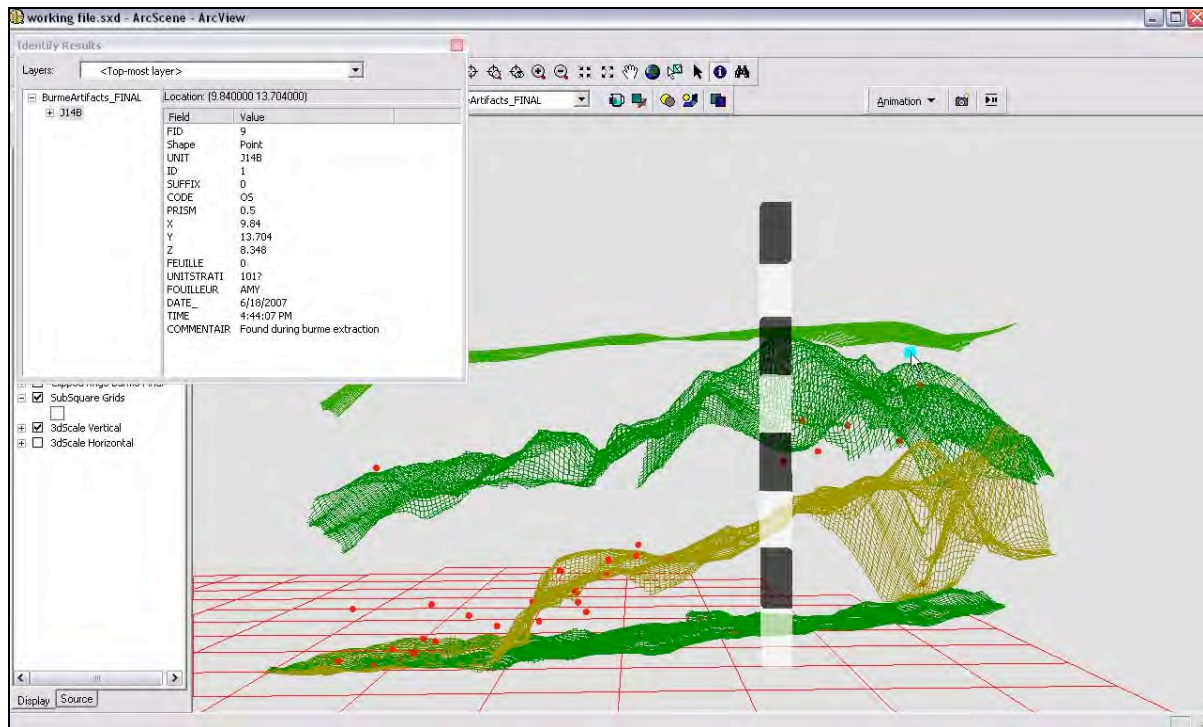 working file.sxd - ArcScene - ArcView
Identify Results
Layers: <Top-most layer>
BurmeArtifacts_FINAL
J14B
Location: (9.840000 13.704000)
Field Value
FID 9
Shape Point
UNIT J14B
ID 1
SUFFIX 0
CODE OS
PRISM 0.5
X 9.84
Y 13.704
Z 8.348
FEUILLE 0
UNITSTRATI 101?
FOUILLEUR AMY
DATE_ 6/18/2007
TIME 4:44:07 PM
COMMENTAIR Found during burme extraction
Artifacts_FINAL
Animation
SubSquare Grids
3dScale Vertical
3dScale Horizontal
Display Source